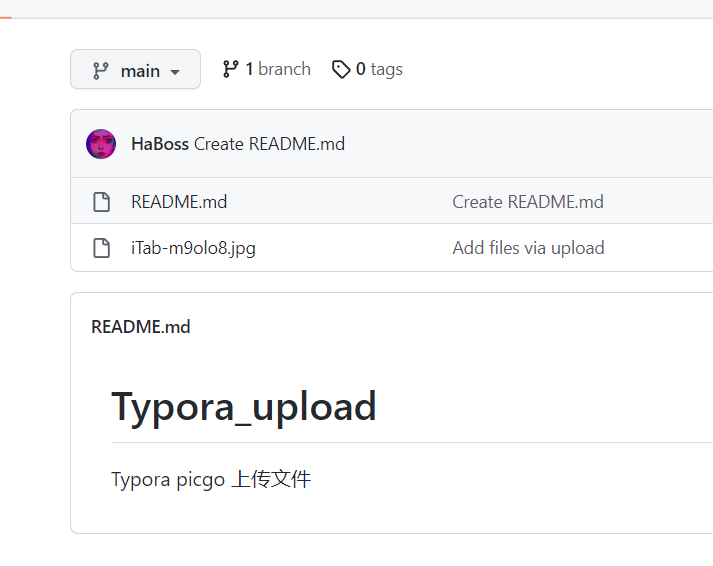 main 1 branch 0 tags
HaBoss Create README.md
README.md Create README.md
iTab-m9olo8.jpg Add files via upload
README.md
Typora_upload
Typora picgo 上传文件